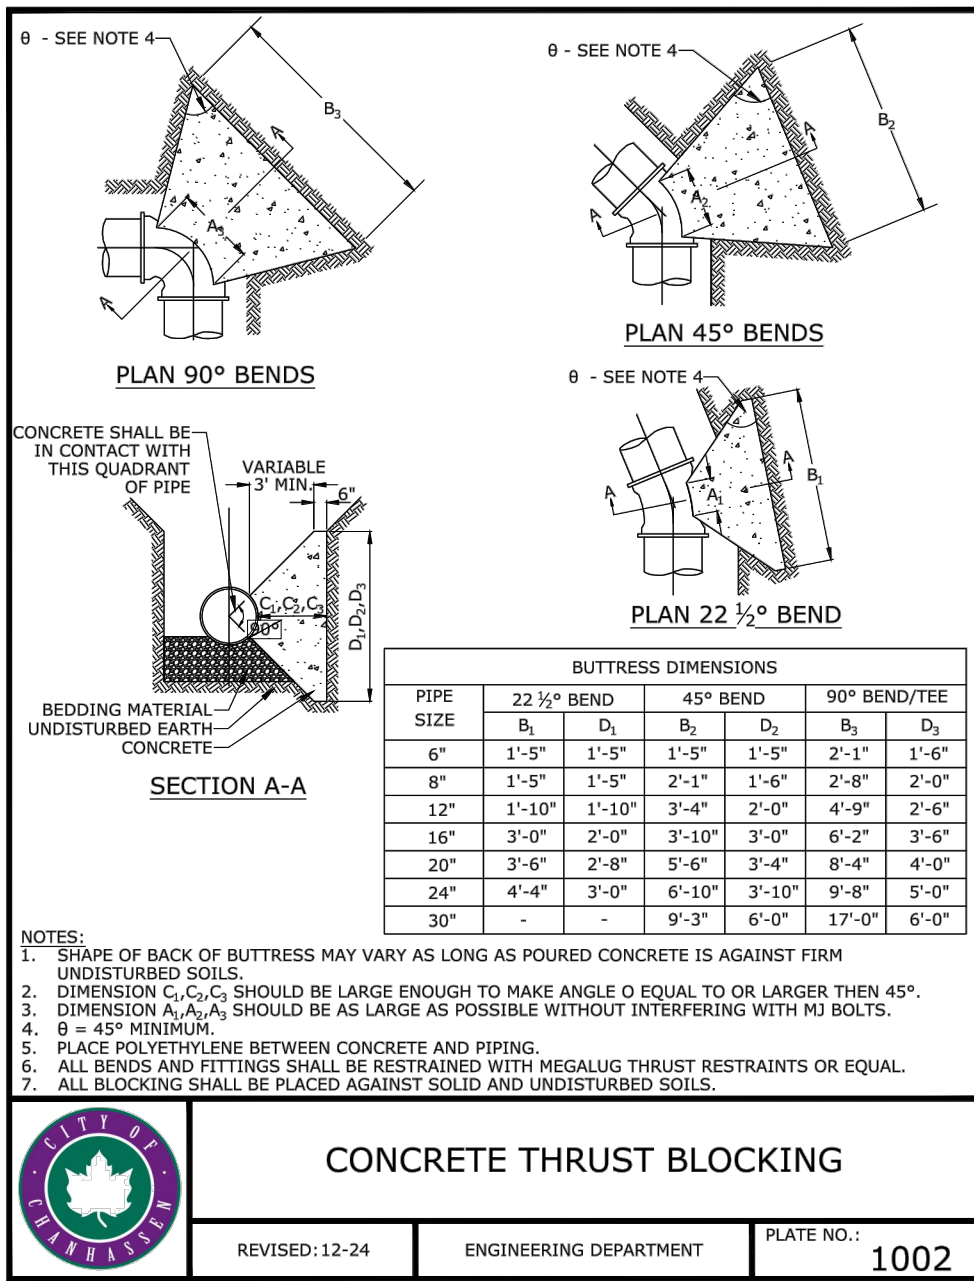 θ - SEE NOTE 4
B3
A
A3
A
PLAN 90° BENDS
θ - SEE NOTE 4
B2
A
A2
A
PLAN 45° BENDS
θ - SEE NOTE 4
B1
A
A1
A
PLAN 22 ½° BEND
CONCRETE SHALL BE
IN CONTACT WITH
THIS QUADRANT
OF PIPE
VARIABLE
3' MIN.
6"
C1,C2,C3
90°
D1,D2,D3
BEDDING MATERIAL
UNDISTURBED EARTH
CONCRETE
SECTION A-A
BUTTRESS DIMENSIONS
PIPE SIZE 22 ½° BEND 45° BEND 90° BEND/TEE
B1 D1 B2 D2 B3 D3
6" 1'-5" 1'-5" 1'-5" 1'-5" 2'-1" 1'-6"
8" 1'-5" 1'-5" 2'-1" 1'-6" 2'-8" 2'-0"
12" 1'-10" 1'-10" 3'-4" 2'-0" 4'-9" 2'-6"
16" 3'-0" 2'-0" 3'-10" 3'-0" 6'-2" 3'-6"
20" 3'-6" 2'-8" 5'-6" 3'-4" 8'-4" 4'-0"
24" 4'-4" 3'-0" 6'-10" 3'-10" 9'-8" 5'-0"
30" - - 9'-3" 6'-0" 17'-0" 6'-0"
NOTES:
1. SHAPE OF BACK OF BUTTRESS MAY VARY AS LONG AS POURED CONCRETE IS AGAINST FIRM
UNDISTURBED SOILS.
2. DIMENSION C1,C2,C3 SHOULD BE LARGE ENOUGH TO MAKE ANGLE O EQUAL TO OR LARGER THEN 45°.
3. DIMENSION A1,A2,A3 SHOULD BE AS LARGE AS POSSIBLE WITHOUT INTERFERING WITH MJ BOLTS.
4. θ = 45° MINIMUM.
5. PLACE POLYETHYLENE BETWEEN CONCRETE AND PIPING.
6. ALL BENDS AND FITTINGS SHALL BE RESTRAINED WITH MEGALUG THRUST RESTRAINTS OR EQUAL.
7. ALL BLOCKING SHALL BE PLACED AGAINST SOLID AND UNDISTURBED SOILS.
CITY OF
CHANHASSEN
CONCRETE THRUST BLOCKING
REVISED:12-24
ENGINEERING DEPARTMENT
PLATE NO.:
1002